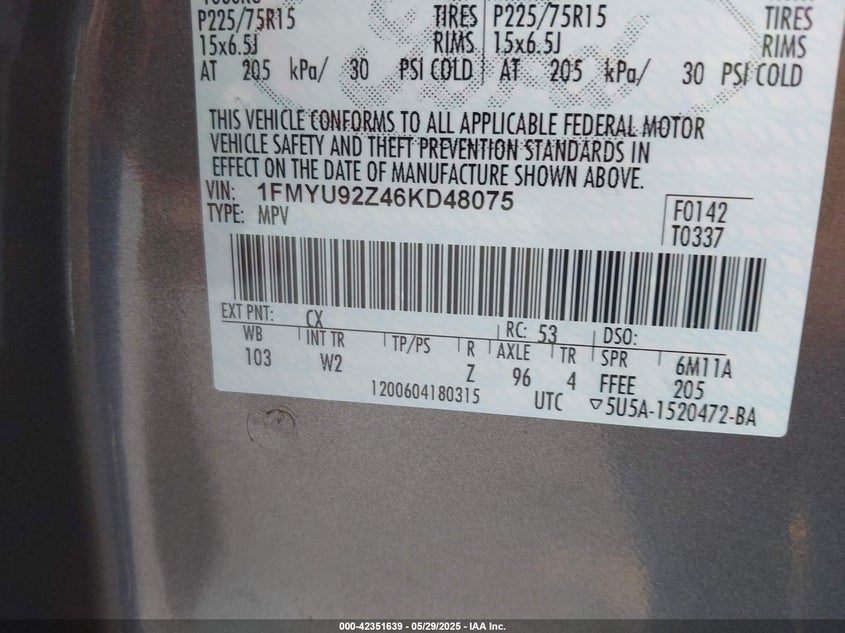 P225/75R15 TIRES P225/75R15 TIRES
15x6.5J RIMS 15x6.5J RIMS
AT 205 kPa/ 30 PSI COLD AT 205 kPa/ 30 PSI COLD
THIS VEHICLE CONFORMS TO ALL APPLICABLE FEDERAL MOTOR
VEHICLE SAFETY AND THEFT PREVENTION STANDARDS IN
EFFECT ON THE DATE OF MANUFACTURE SHOWN ABOVE.
VIN: 1FMYU92Z46KD48075 F0142
TYPE: MPV T0337
EXT PNT: CX RC: 53 DSO:
WB INT TR TP/PS R AXLE TR SPR 6M11A
103 W2 Z 96 4 FFEE 205
1200604180315 UTC ▽5U5A-1520472-BA
000-42351639 - 05/29/2025 - IAA Inc.